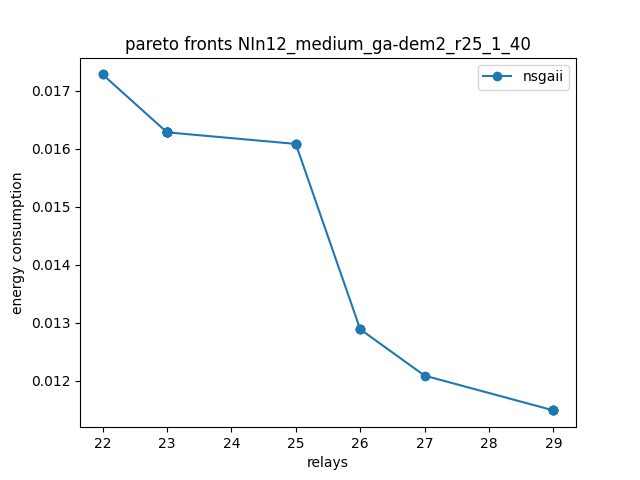 pareto fronts NIn12_medium_ga-dem2_r25_1_40
nsgaii
0.017
0.016
0.015
0.014
0.013
0.012
energy consumption
22 23 24 25 26 27 28 29
relays